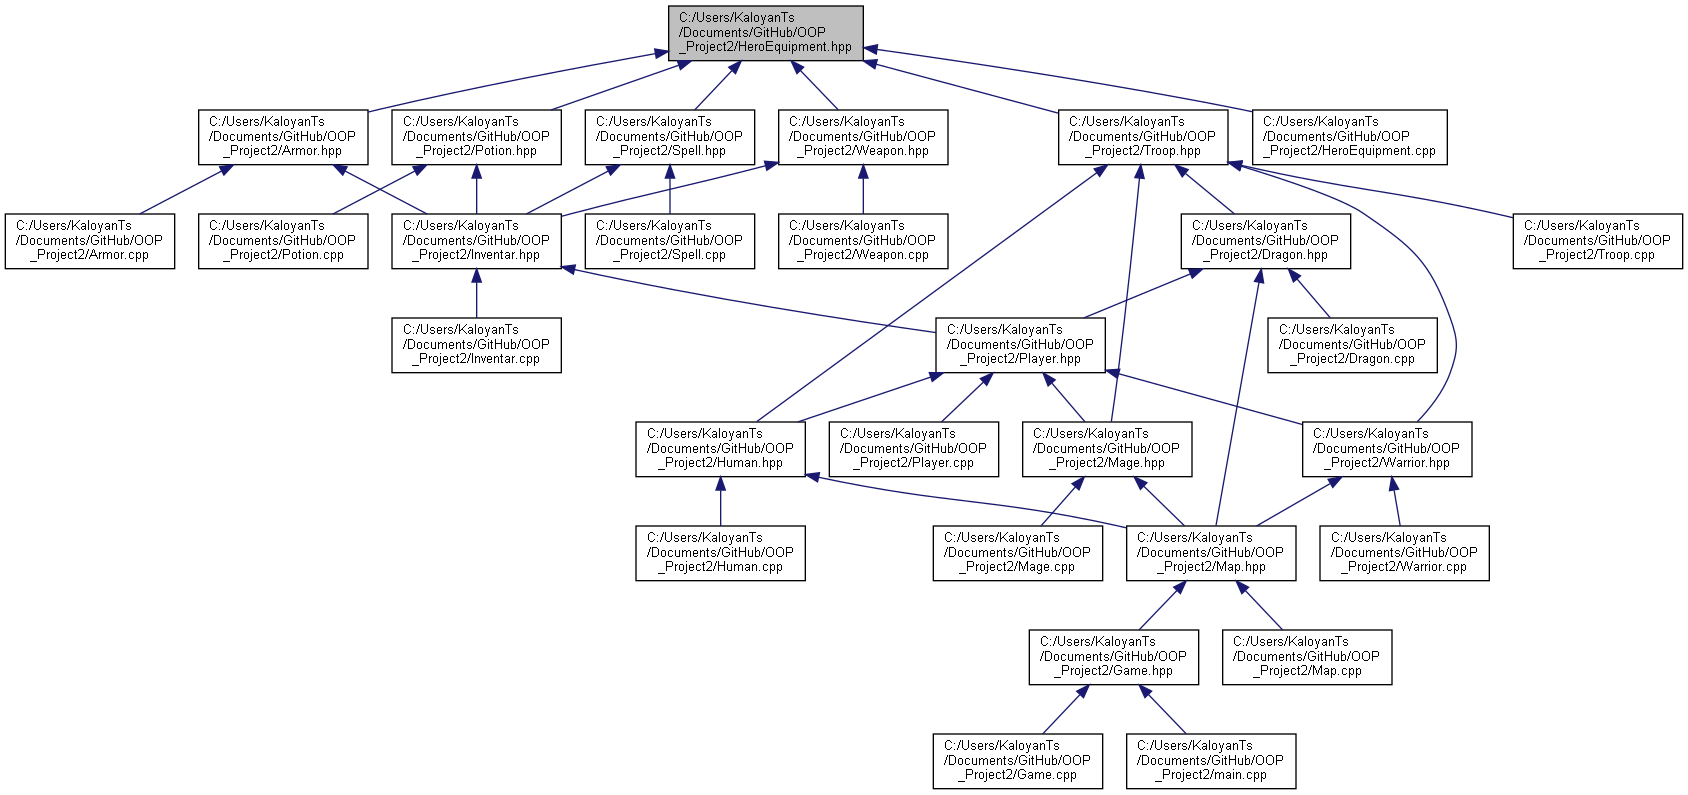 C:/Users/KaloyanTs
/Documents/GitHub/OOP
_Project2/HeroEquipment.hpp
C:/Users/KaloyanTs
/Documents/GitHub/OOP
_Project2/Armor.hpp
C:/Users/KaloyanTs
/Documents/GitHub/OOP
_Project2/Potion.hpp
C:/Users/KaloyanTs
/Documents/GitHub/OOP
_Project2/Spell.hpp
C:/Users/KaloyanTs
/Documents/GitHub/OOP
_Project2/Weapon.hpp
C:/Users/KaloyanTs
/Documents/GitHub/OOP
_Project2/Troop.hpp
C:/Users/KaloyanTs
/Documents/GitHub/OOP
_Project2/HeroEquipment.cpp
C:/Users/KaloyanTs
/Documents/GitHub/OOP
_Project2/Armor.cpp
C:/Users/KaloyanTs
/Documents/GitHub/OOP
_Project2/Potion.cpp
C:/Users/KaloyanTs
/Documents/GitHub/OOP
_Project2/Inventar.hpp
C:/Users/KaloyanTs
/Documents/GitHub/OOP
_Project2/Spell.cpp
C:/Users/KaloyanTs
/Documents/GitHub/OOP
_Project2/Weapon.cpp
C:/Users/KaloyanTs
/Documents/GitHub/OOP
_Project2/Dragon.hpp
C:/Users/KaloyanTs
/Documents/GitHub/OOP
_Project2/Troop.cpp
C:/Users/KaloyanTs
/Documents/GitHub/OOP
_Project2/Inventar.cpp
C:/Users/KaloyanTs
/Documents/GitHub/OOP
_Project2/Player.hpp
C:/Users/KaloyanTs
/Documents/GitHub/OOP
_Project2/Dragon.cpp
C:/Users/KaloyanTs
/Documents/GitHub/OOP
_Project2/Human.hpp
C:/Users/KaloyanTs
/Documents/GitHub/OOP
_Project2/Player.cpp
C:/Users/KaloyanTs
/Documents/GitHub/OOP
_Project2/Mage.hpp
C:/Users/KaloyanTs
/Documents/GitHub/OOP
_Project2/Warrior.hpp
C:/Users/KaloyanTs
/Documents/GitHub/OOP
_Project2/Human.cpp
C:/Users/KaloyanTs
/Documents/GitHub/OOP
_Project2/Mage.cpp
C:/Users/KaloyanTs
/Documents/GitHub/OOP
_Project2/Map.hpp
C:/Users/KaloyanTs
/Documents/GitHub/OOP
_Project2/Warrior.cpp
C:/Users/KaloyanTs
/Documents/GitHub/OOP
_Project2/Game.hpp
C:/Users/KaloyanTs
/Documents/GitHub/OOP
_Project2/Map.cpp
C:/Users/KaloyanTs
/Documents/GitHub/OOP
_Project2/Game.cpp
C:/Users/KaloyanTs
/Documents/GitHub/OOP
_Project2/main.cpp